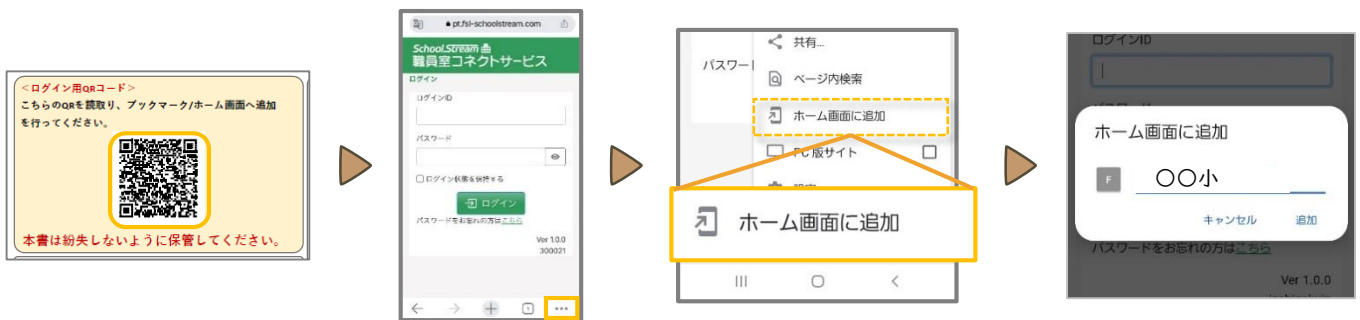 <ログイン用QRコード>
こちらのQRを読取り、ブックマーク/ホーム画面へ追加
を行ってください。
本書は紛失しないように保管してください。
pt.fsl-schoolstream.com
School.Stream
職員室コネクトサービス
ログイン
ログインID
パスワード
ログイン状態を保持する
ログイン
パスワードをお忘れの方はこちら
Ver 1.0.0
300021
1
パスワー
共有...
ページ内検索
ホーム画面に追加
PC 版サイト
ホーム画面に追加
ログインID
ホーム画面に追加
F
〇〇小
キャンセル 追加
パスワードをお忘れの方はこちら
Ver 1.0.0